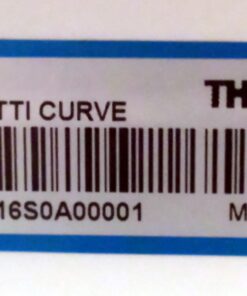 TTI CURVE TH
16S0A00001 M